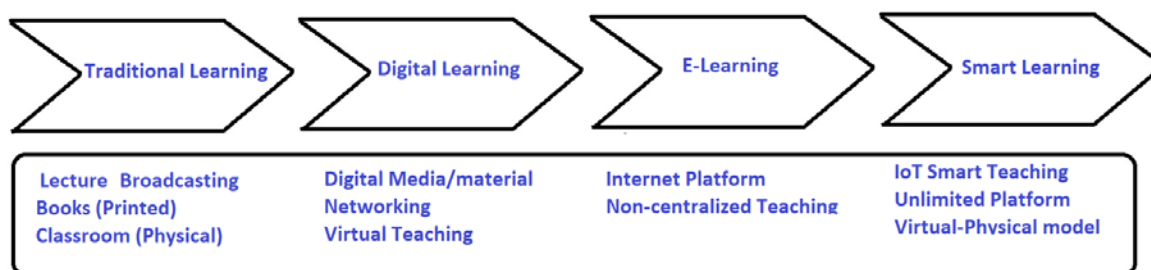 Traditional Learning
Digital Learning
E-Learning
Smart Learning
Lecture Broadcasting
Books (Printed)
Classroom (Physical)
Digital Media/material
Networking
Virtual Teaching
Internet Platform
Non-centralized Teaching
IoT Smart Teaching
Unlimited Platform
Virtual-Physical model